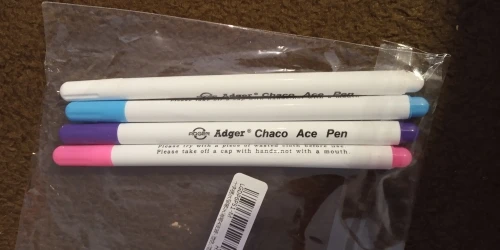 Adger® Chaco Ace Pen
Adger® Chaco Ace Pen
Please try with a piece of wasted cloth before use
Please take off a cap with hands.not with a mouth.